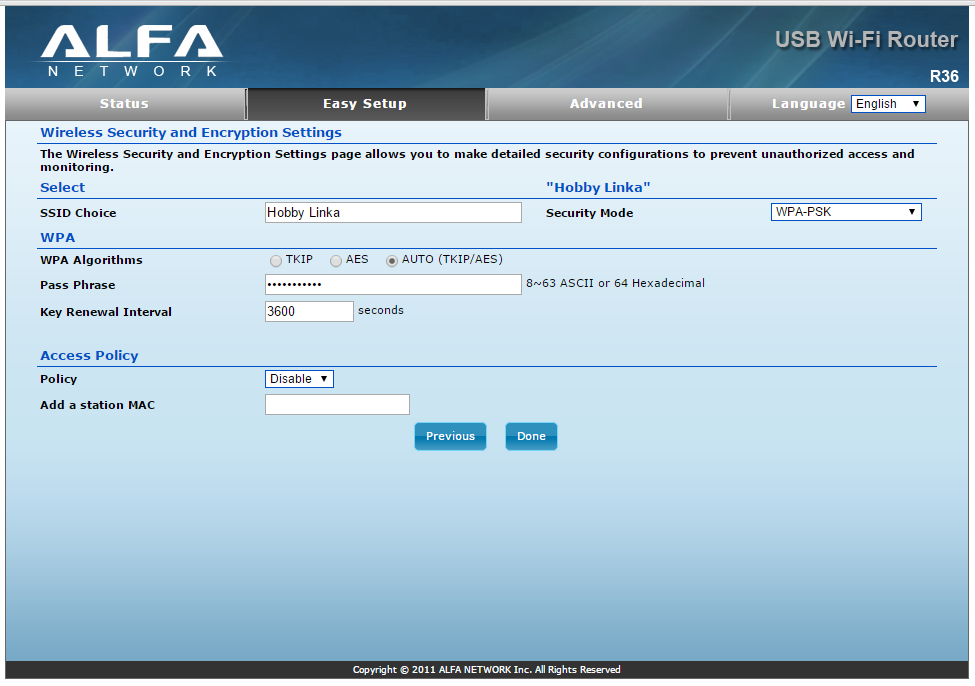 ALFA
NETWORK
USB Wi-Fi Router
R36
Status
Easy Setup
Advanced
Language English
Wireless Security and Encryption Settings
The Wireless Security and Encryption Settings page allows you to make detailed security configurations to prevent unauthorized access and
monitoring.
Select "Hobby Linka"
SSID Choice Hobby Linka Security Mode WPA-PSK
WPA
WPA Algorithms TKIP AES AUTO (TKIP/AES)
Pass Phrase ••••••••••• 8~63 ASCII or 64 Hexadecimal
Key Renewal Interval 3600 seconds
Access Policy
Policy Disable
Add a station MAC
Previous Done
Copyright © 2011 ALFA NETWORK Inc. All Rights Reserved